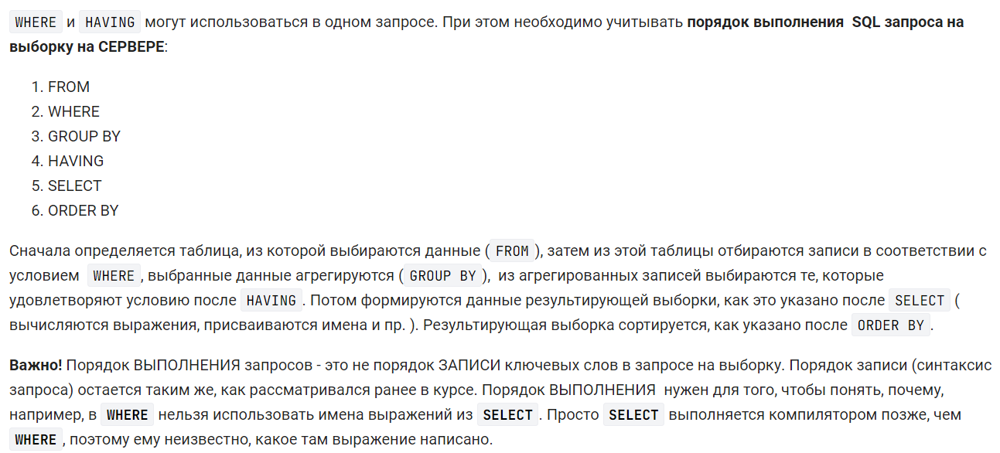 WHERE и HAVING могут использоваться в одном запросе. При этом необходимо учитывать порядок выполнения SQL запроса на
выборку на СЕРВЕРЕ:
1. FROM
2. WHERE
3. GROUP BY
4. HAVING
5. SELECT
6. ORDER BY
Сначала определяется таблица, из которой выбираются данные ( FROM ), затем из этой таблицы отбираются записи в соответствии с
условием WHERE , выбранные данные агрегируются ( GROUP BY ), из агрегированных записей выбираются те, которые
удовлетворяют условию после HAVING . Потом формируются данные результирующей выборки, как это указано после SELECT (
вычисляются выражения, присваиваются имена и пр. ). Результирующая выборка сортируется, как указано после ORDER BY .
Важно! Порядок ВЫПОЛНЕНИЯ запросов - это не порядок ЗАПИСИ ключевых слов в запросе на выборку. Порядок записи (синтаксис
запроса) остается таким же, как рассматривался ранее в курсе. Порядок ВЫПОЛНЕНИЯ нужен для того, чтобы понять, почему,
например, в WHERE нельзя использовать имена выражений из SELECT . Просто SELECT выполняется компилятором позже, чем
WHERE , поэтому ему неизвестно, какое там выражение написано.